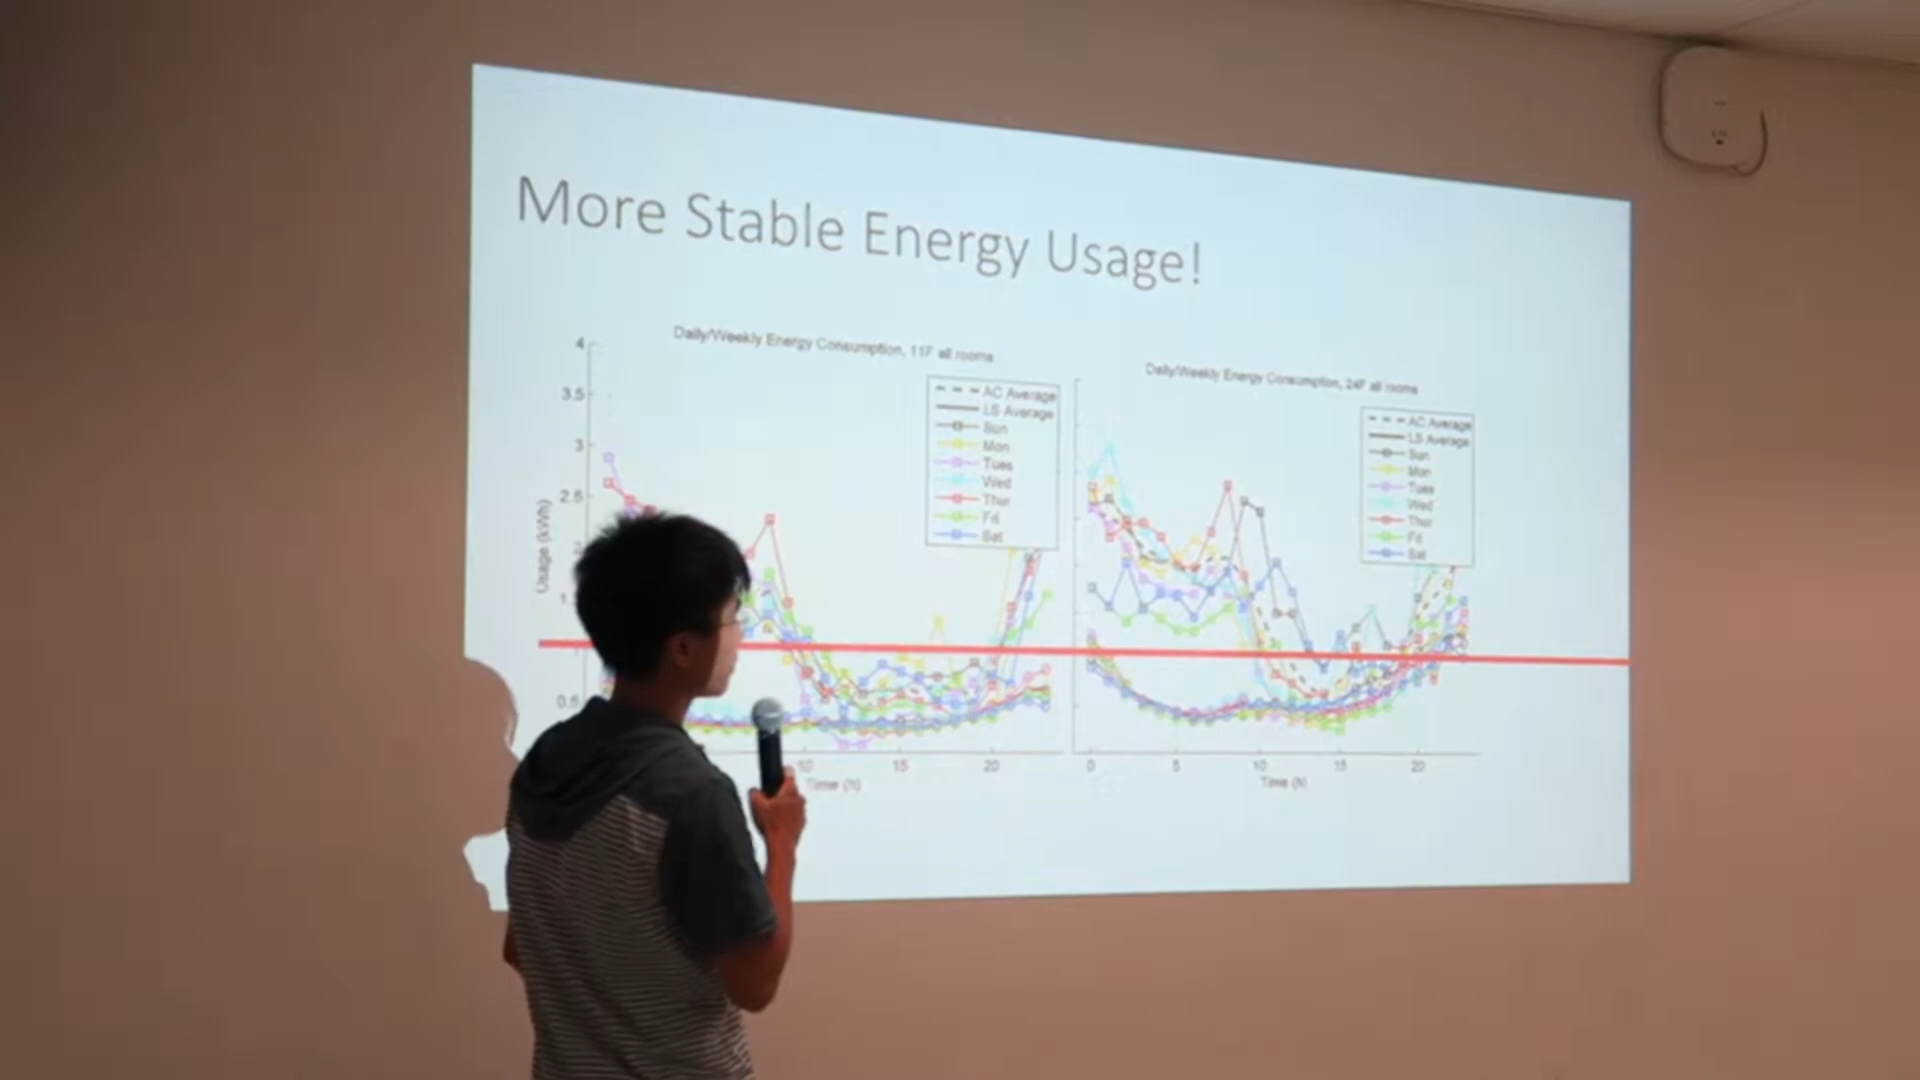 More Stable Energy Usage!
Daily/Weekly Energy Consumption, 11F all rooms
4
3.5
3
2.5
2
0.5
Usage (kWh)
AC Average
LS Average
Sun
Mon
Tues
Wed
Thur
Fri
Sat
10
15
20
Time (h)
Daily/Weekly Energy Consumption, 24F all rooms
AC Average
LS Average
Sun
Mon
Tues
Wed
Thur
Fri
Sat
0
5
10
15
20
Time (h)